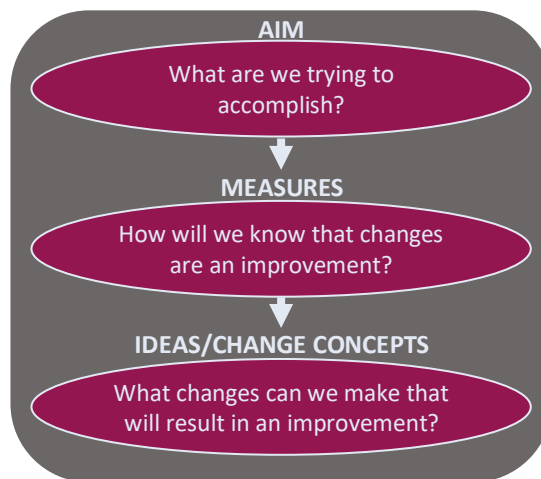 AIM
What are we trying to
accomplish?
MEASURES
How will we know that changes
are an improvement?
IDEAS/CHANGE CONCEPTS
What changes can we make that
will result in an improvement?